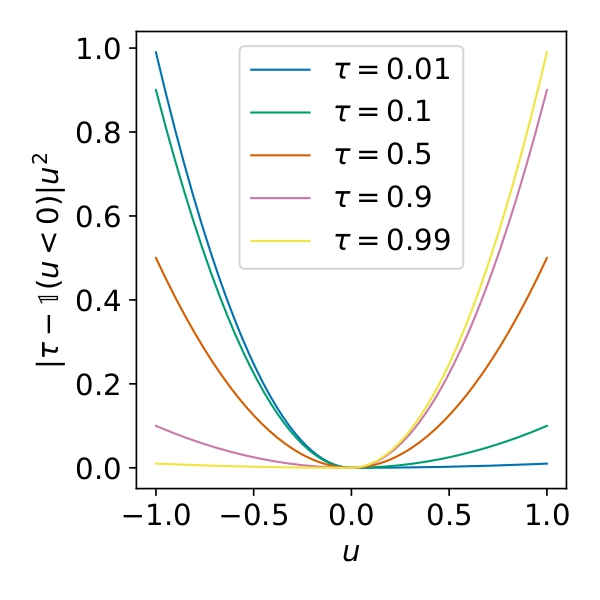 1.0
0.8
0.6
0.4
0.2
0.0
|τ − 𝟙(u < 0)|u²
τ = 0.01
τ = 0.1
τ = 0.5
τ = 0.9
τ = 0.99
−1.0 −0.5 0.0 0.5 1.0
u